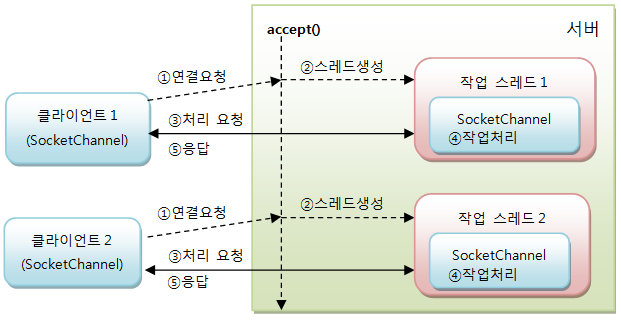 accept()
서버
①연결요청
②스레드생성
작업 스레드 1
클라이언트 1
(SocketChannel)
③처리 요청
⑤응답
SocketChannel
④작업처리
①연결요청
②스레드생성
작업 스레드 2
클라이언트 2
(SocketChannel)
③처리 요청
⑤응답
SocketChannel
④작업처리